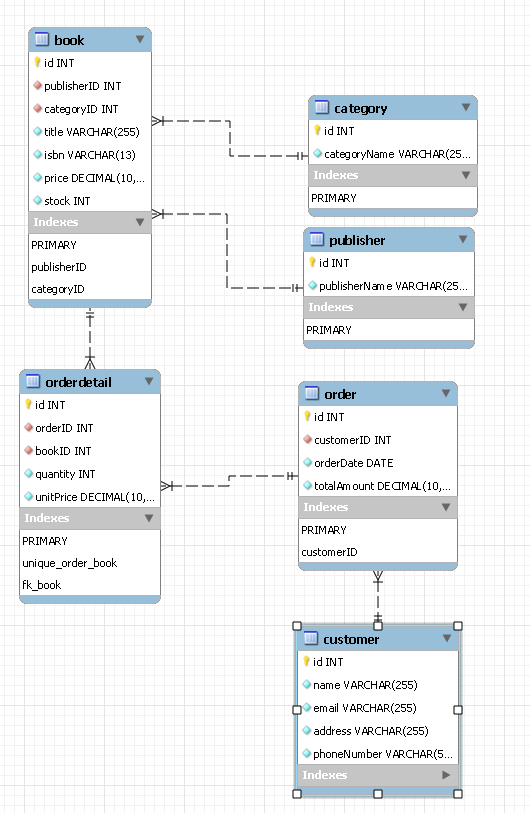 book
id INT
publisherID INT
categoryID INT
title VARCHAR(255)
isbn VARCHAR(13)
price DECIMAL(10,...
stock INT
Indexes
PRIMARY
publisherID
categoryID
category
id INT
categoryName VARCHAR(25...
Indexes
PRIMARY
publisher
id INT
publisherName VARCHAR(25...
Indexes
PRIMARY
orderdetail
id INT
orderID INT
bookID INT
quantity INT
unitPrice DECIMAL(10,...
Indexes
PRIMARY
unique_order_book
fk_book
order
id INT
customerID INT
orderDate DATE
totalAmount DECIMAL(10,...
Indexes
PRIMARY
customerID
customer
id INT
name VARCHAR(255)
email VARCHAR(255)
address VARCHAR(255)
phoneNumber VARCHAR(5...
Indexes